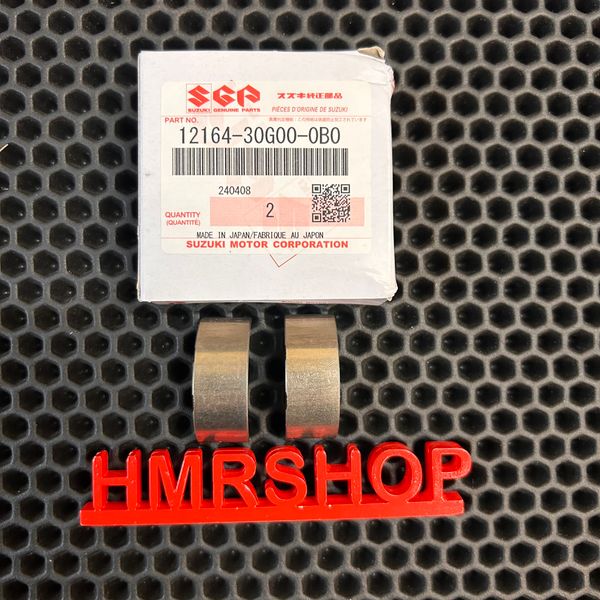 SGP
SUZUKI GENUINE PARTS
スズキ純正部品
PIÈCES D'ORIGINE DE SUZUKI
PART NO.
12164-30G00-0B0
240408
QUANTITY
(QUANTITÉ)
2
MADE IN JAPAN/FABRIQUE AU JAPON
SUZUKI MOTOR CORPORATION
HMRSHOP